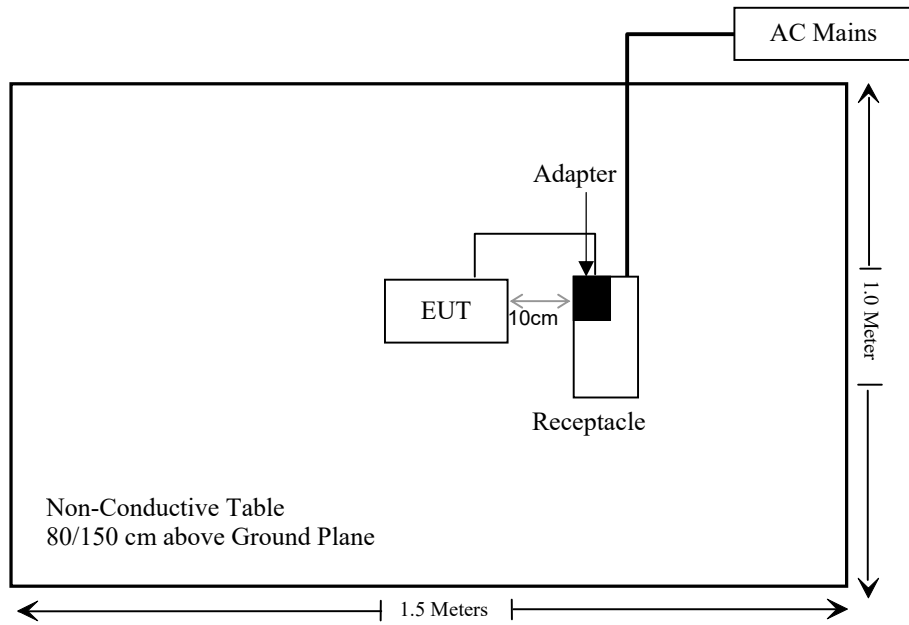 AC Mains
Adapter
EUT
10cm
1.0 Meter
Receptacle
Non-Conductive Table
80/150 cm above Ground Plane
1.5 Meters